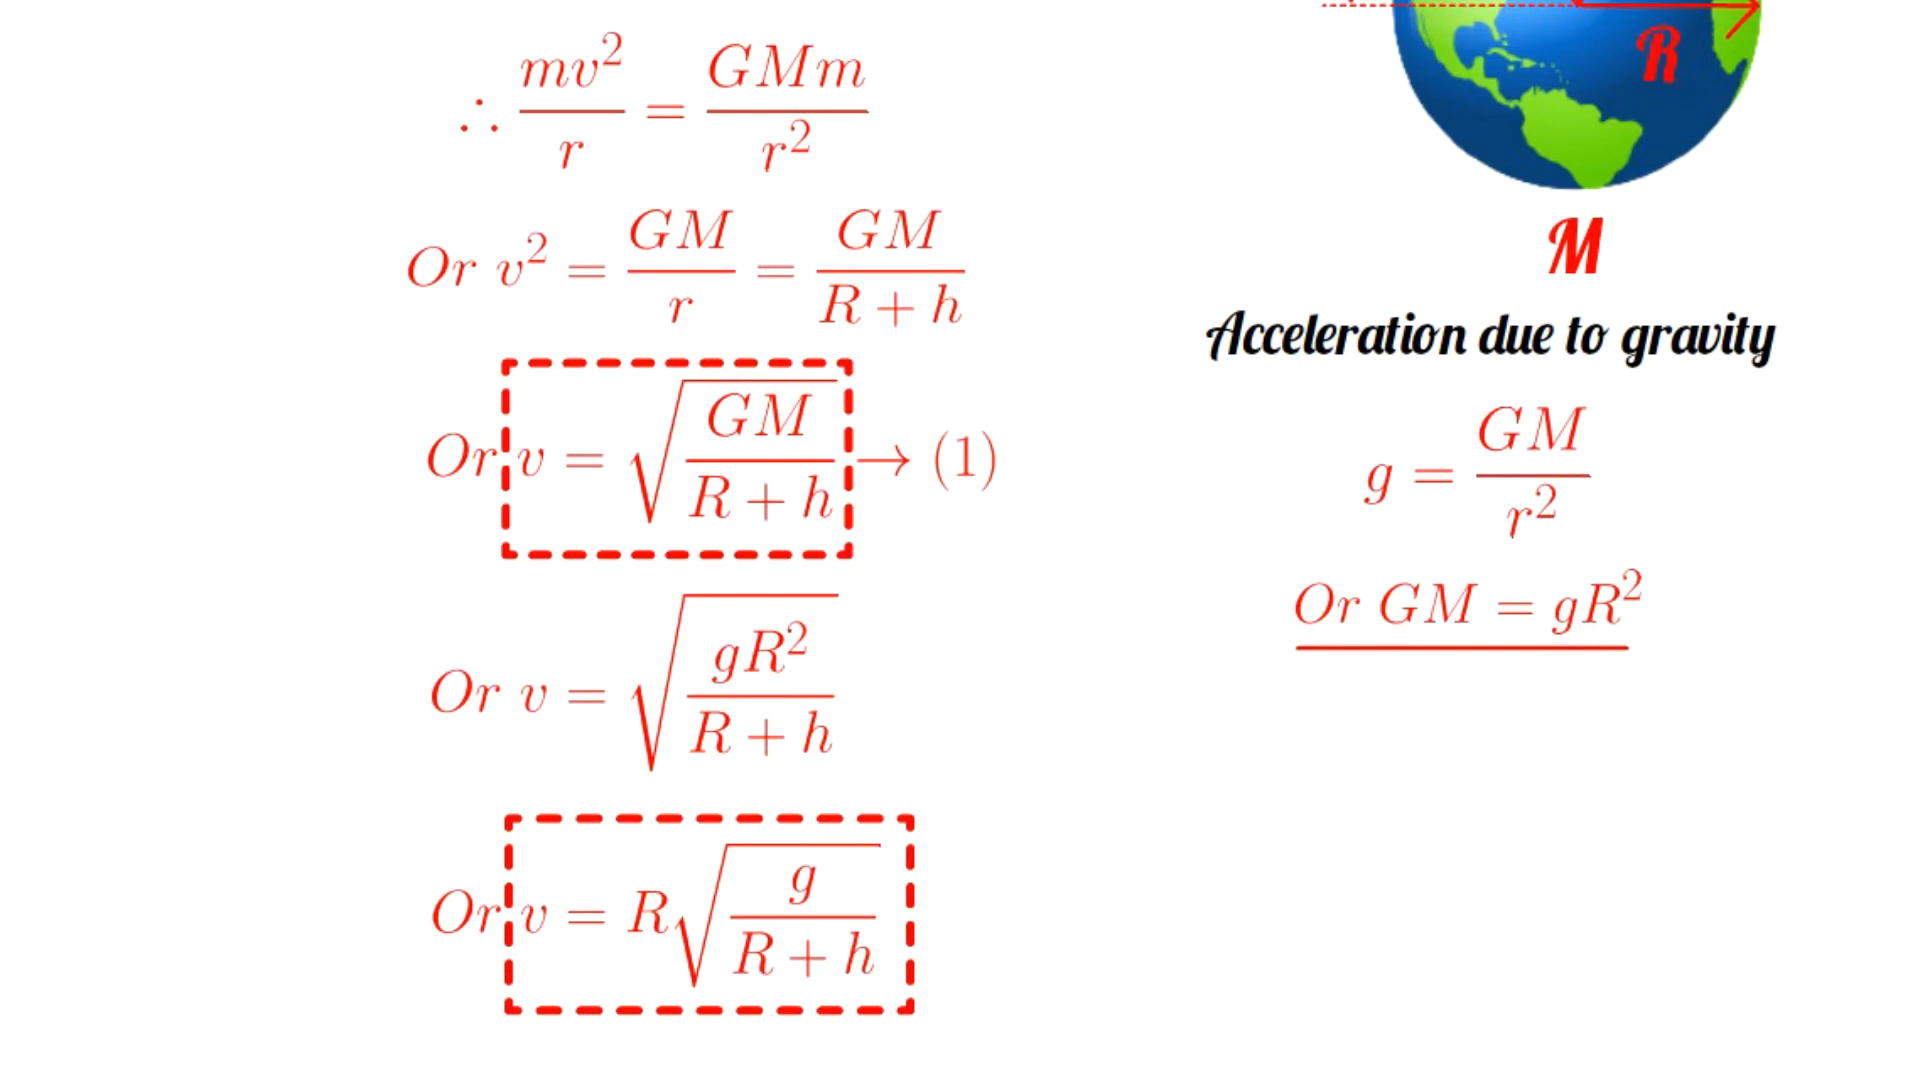 ∴ mv²/r = GMm/r²
Or v² = GM/r = GM/(R + h)
Or v = √(GM/(R + h)) → (1)
Or v = √(gR²/(R + h))
Or v = R√(g/(R + h))
R
M
Acceleration due to gravity
g = GM/r²
Or GM = gR²